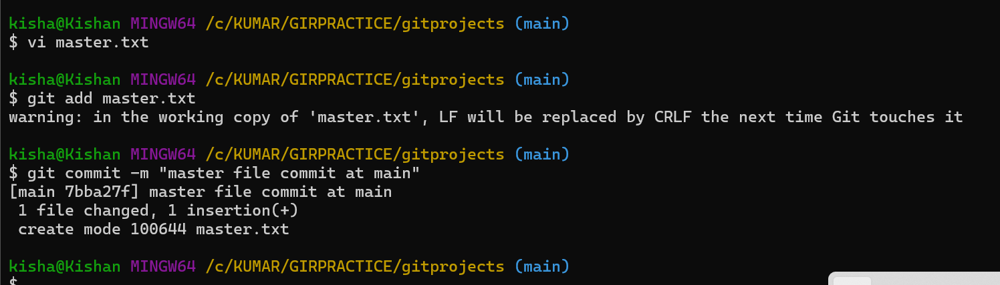 kisha@Kishan MINGW64 /c/KUMAR/GIRPRACTICE/gitprojects (main)
$ vi master.txt
kisha@Kishan MINGW64 /c/KUMAR/GIRPRACTICE/gitprojects (main)
$ git add master.txt
warning: in the working copy of 'master.txt', LF will be replaced by CRLF the next time Git touches it
kisha@Kishan MINGW64 /c/KUMAR/GIRPRACTICE/gitprojects (main)
$ git commit -m "master file commit at main"
[main 7bba27f] master file commit at main
 1 file changed, 1 insertion(+)
 create mode 100644 master.txt
kisha@Kishan MINGW64 /c/KUMAR/GIRPRACTICE/gitprojects (main)
$